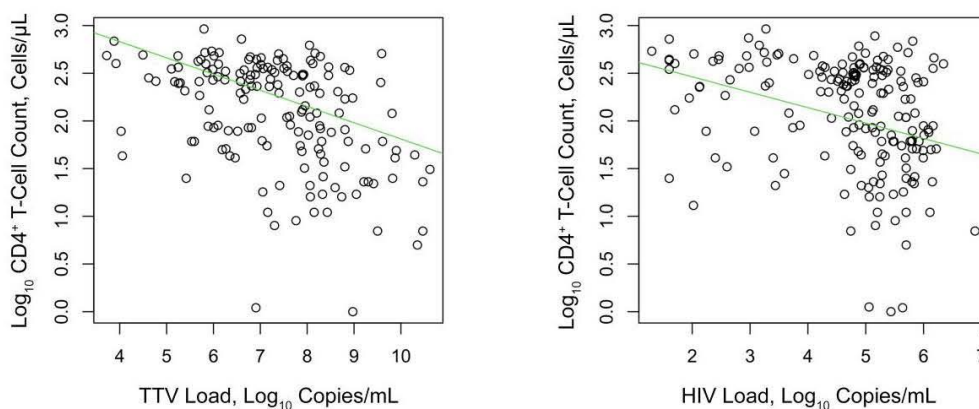 Log₁₀ CD4⁺ T-Cell Count, Cells/µL
3.0
2.5
2.0
1.5
1.0
0.5
0.0
4 5 6 7 8 9 10
TTV Load, Log₁₀ Copies/mL
Log₁₀ CD4⁺ T-Cell Count, Cells/µL
3.0
2.5
2.0
1.5
1.0
0.5
0.0
2 3 4 5 6 7
HIV Load, Log₁₀ Copies/mL